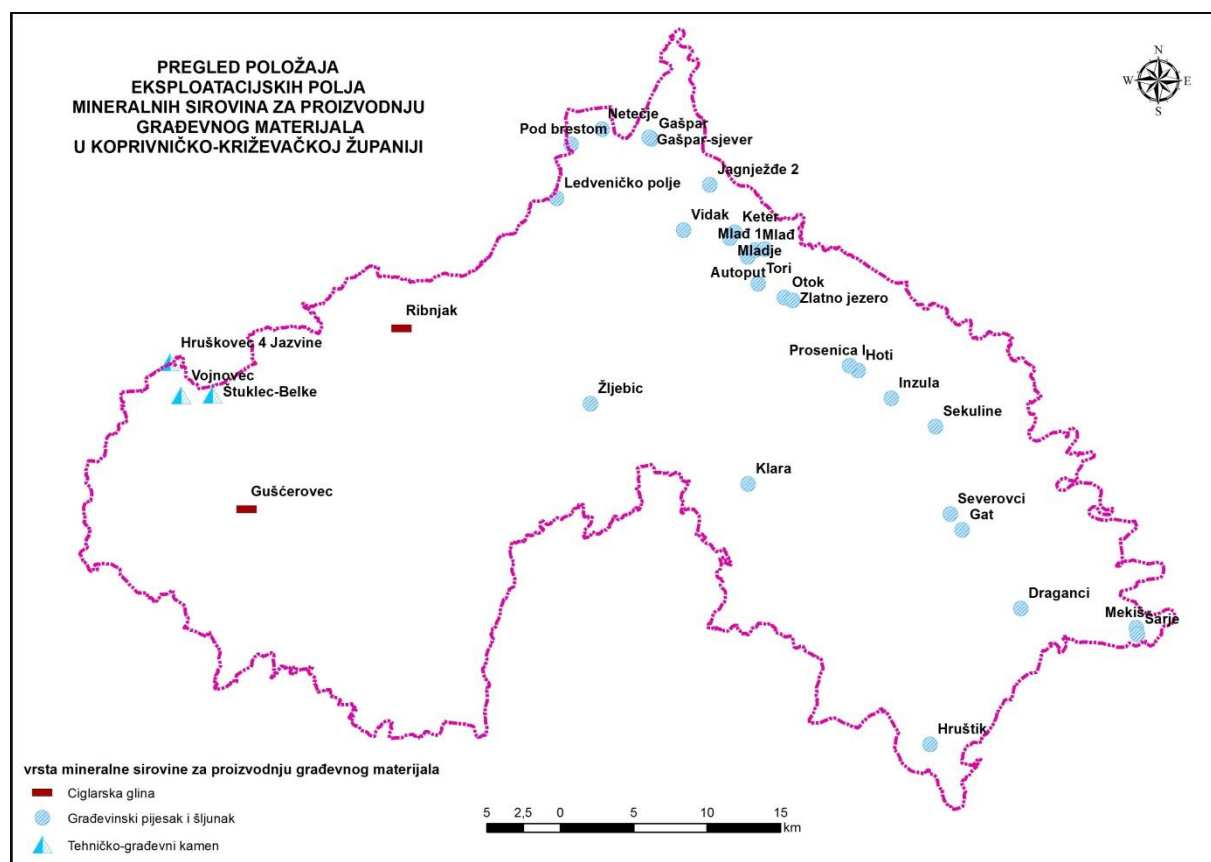 PREGLED POLOŽAJA
EKSPLOATACIJSKIH POLJA
MINERALNIH SIROVINA ZA PROIZVODNJU
GRAĐEVNOG MATERIJALA
U KOPRIVNIČKO-KRIŽEVAČKOJ ŽUPANIJI
N
W E
S
Netečje
Pod brestom
Gašpar
Gašpar-sjever
Ledveničko polje
Jagnježđe 2
Vidak
Keter
Mlađ 1
Mlađ
Mladje
Autoput
Tori
Otok
Zlatno jezero
Ribnjak
Hruškovec 4 Jazvine
Vojnovec
Štuklec-Belke
Prosenica I
Hoti
Žljebic
Inzula
Sekuline
Klara
Gušćerovec
Severovci
Gat
Draganci
Mekiš
Sarje
Hruštik
vrsta mineralne sirovine za proizvodnju građevnog materijala
Ciglarska glina
Građevinski pijesak i šljunak
Tehničko-građevni kamen
5 2,5 0 5 10 15
km